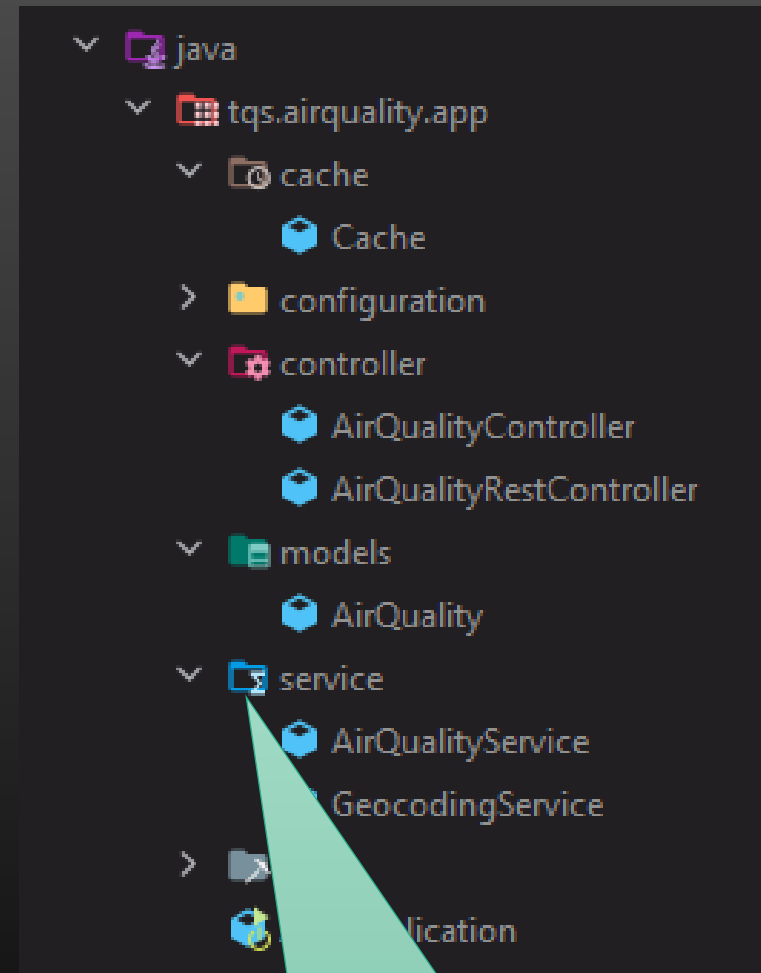 java
tqs.airquality.app
cache
Cache
configuration
controller
AirQualityController
AirQualityRestController
models
AirQuality
service
AirQualityService
GeocodingService